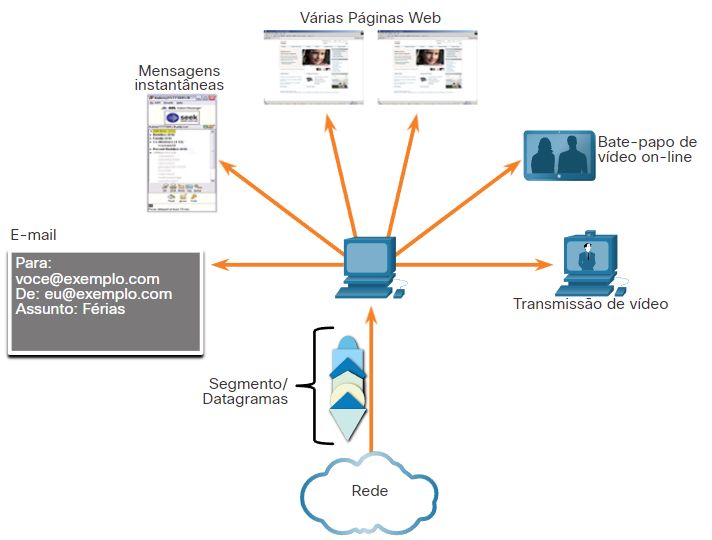 Várias Páginas Web
Mensagens
instantâneas
seek
Bate-papo de
vídeo on-line
E-mail
Para:
voce@exemplo.com
De: eu@exemplo.com
Assunto: Férias
Transmissão de vídeo
Segmento/
Datagramas
Rede